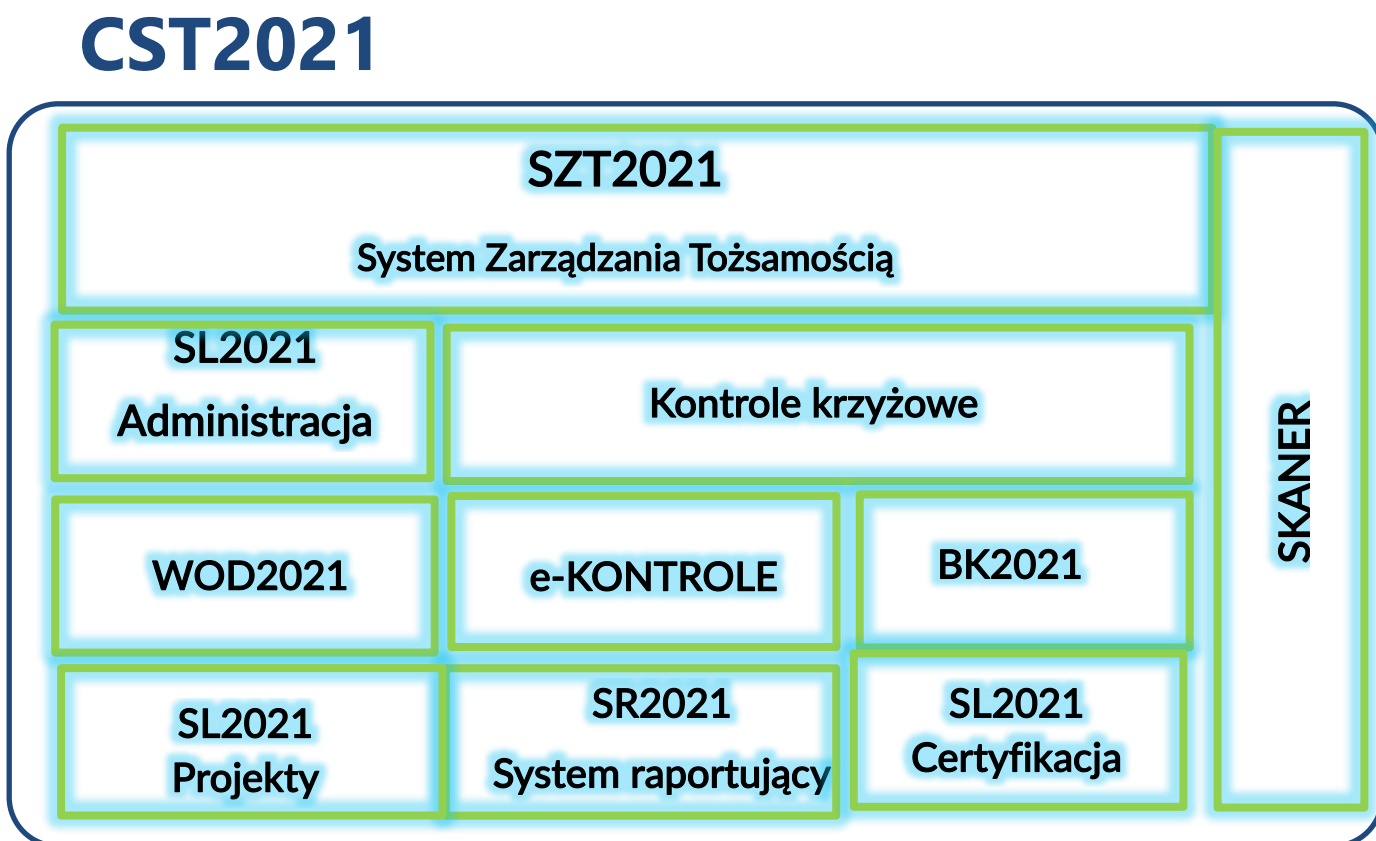 CST2021
SZT2021
System Zarządzania Tożsamością
SL2021
Administracja
Kontrole krzyżowe
SKANER
WOD2021
e-KONTROLE
BK2021
SL2021
Projekty
SR2021
System raportujący
SL2021
Certyfikacja